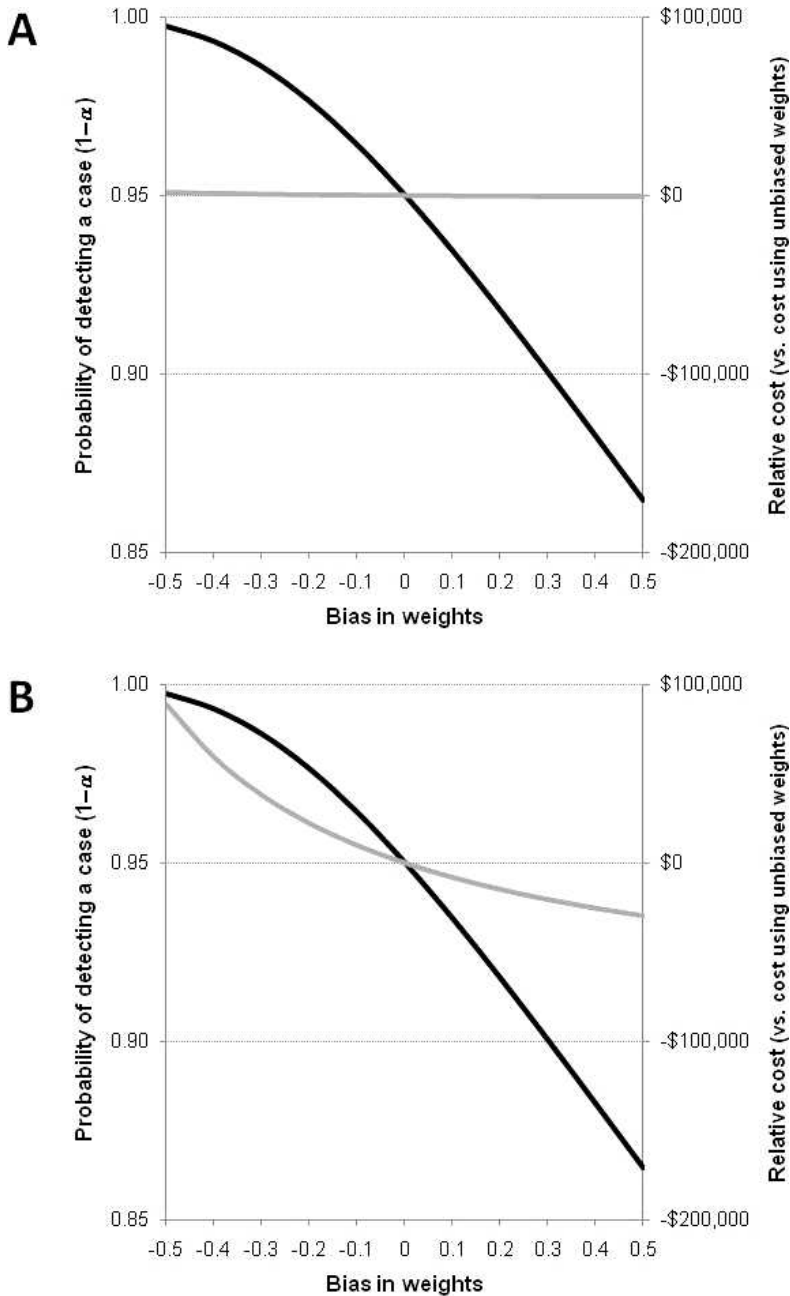 A
1.00
0.95
0.90
0.85
Probability of detecting a case (1−α)
$100,000
$0
-$100,000
-$200,000
Relative cost (vs. cost using unbiased weights)
-0.5 -0.4 -0.3 -0.2 -0.1 0 0.1 0.2 0.3 0.4 0.5
Bias in weights
B
1.00
0.95
0.90
0.85
Probability of detecting a case (1−α)
$100,000
$0
-$100,000
-$200,000
Relative cost (vs. cost using unbiased weights)
-0.5 -0.4 -0.3 -0.2 -0.1 0 0.1 0.2 0.3 0.4 0.5
Bias in weights